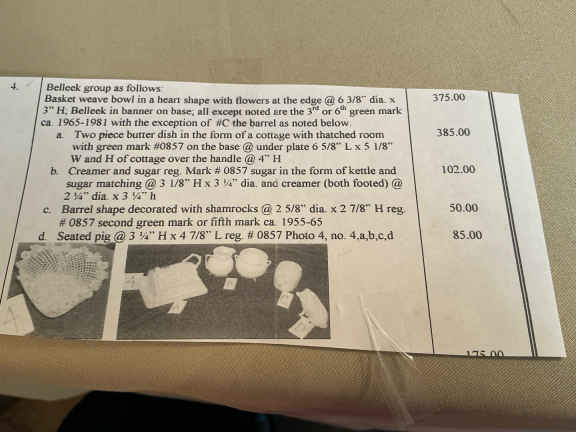 4. Belleek group as follows:
Basket weave bowl in a heart shape with flowers at the edge @ 6 3/8" dia. x 375.00
3" H; Belleek in banner on base; all except noted are the 3rd or 6th green mark
ca. 1965-1981 with the exception of #C the barrel as noted below.
a. Two piece butter dish in the form of a cottage with thatched room 385.00
with green mark #0857 on the base @ under plate 6 5/8" L x 5 1/8"
W and H of cottage over the handle @ 4" H
b. Creamer and sugar reg. Mark # 0857 sugar in the form of kettle and 102.00
sugar matching @ 3 1/8" H x 3 ¼" dia. and creamer (both footed) @
2 ¼" dia. x 3 ¼" h
c. Barrel shape decorated with shamrocks @ 2 5/8" dia. x 2 7/8" H reg. 50.00
# 0857 second green mark or fifth mark ca. 1955-65
d. Seated pig @ 3 ¼" H x 4 7/8" L reg. # 0857 Photo 4, no. 4,a,b,c,d 85.00
175.00